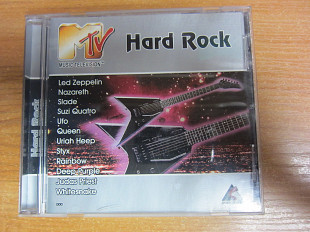 MTV
Hard Rock
Led Zeppelin
Nazareth
Slade
Suzi Quatro
Ufo
Queen
Uriah Heep
Styx
Rainbow
Deep Purple
Judas Priest
Whitesnake
Hard Rock